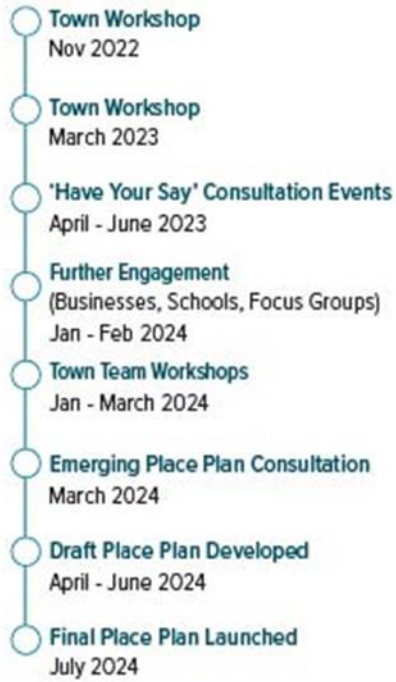 Town Workshop
Nov 2022
Town Workshop
March 2023
'Have Your Say' Consultation Events
April - June 2023
Further Engagement
(Businesses, Schools, Focus Groups)
Jan - Feb 2024
Town Team Workshops
Jan - March 2024
Emerging Place Plan Consultation
March 2024
Draft Place Plan Developed
April - June 2024
Final Place Plan Launched
July 2024